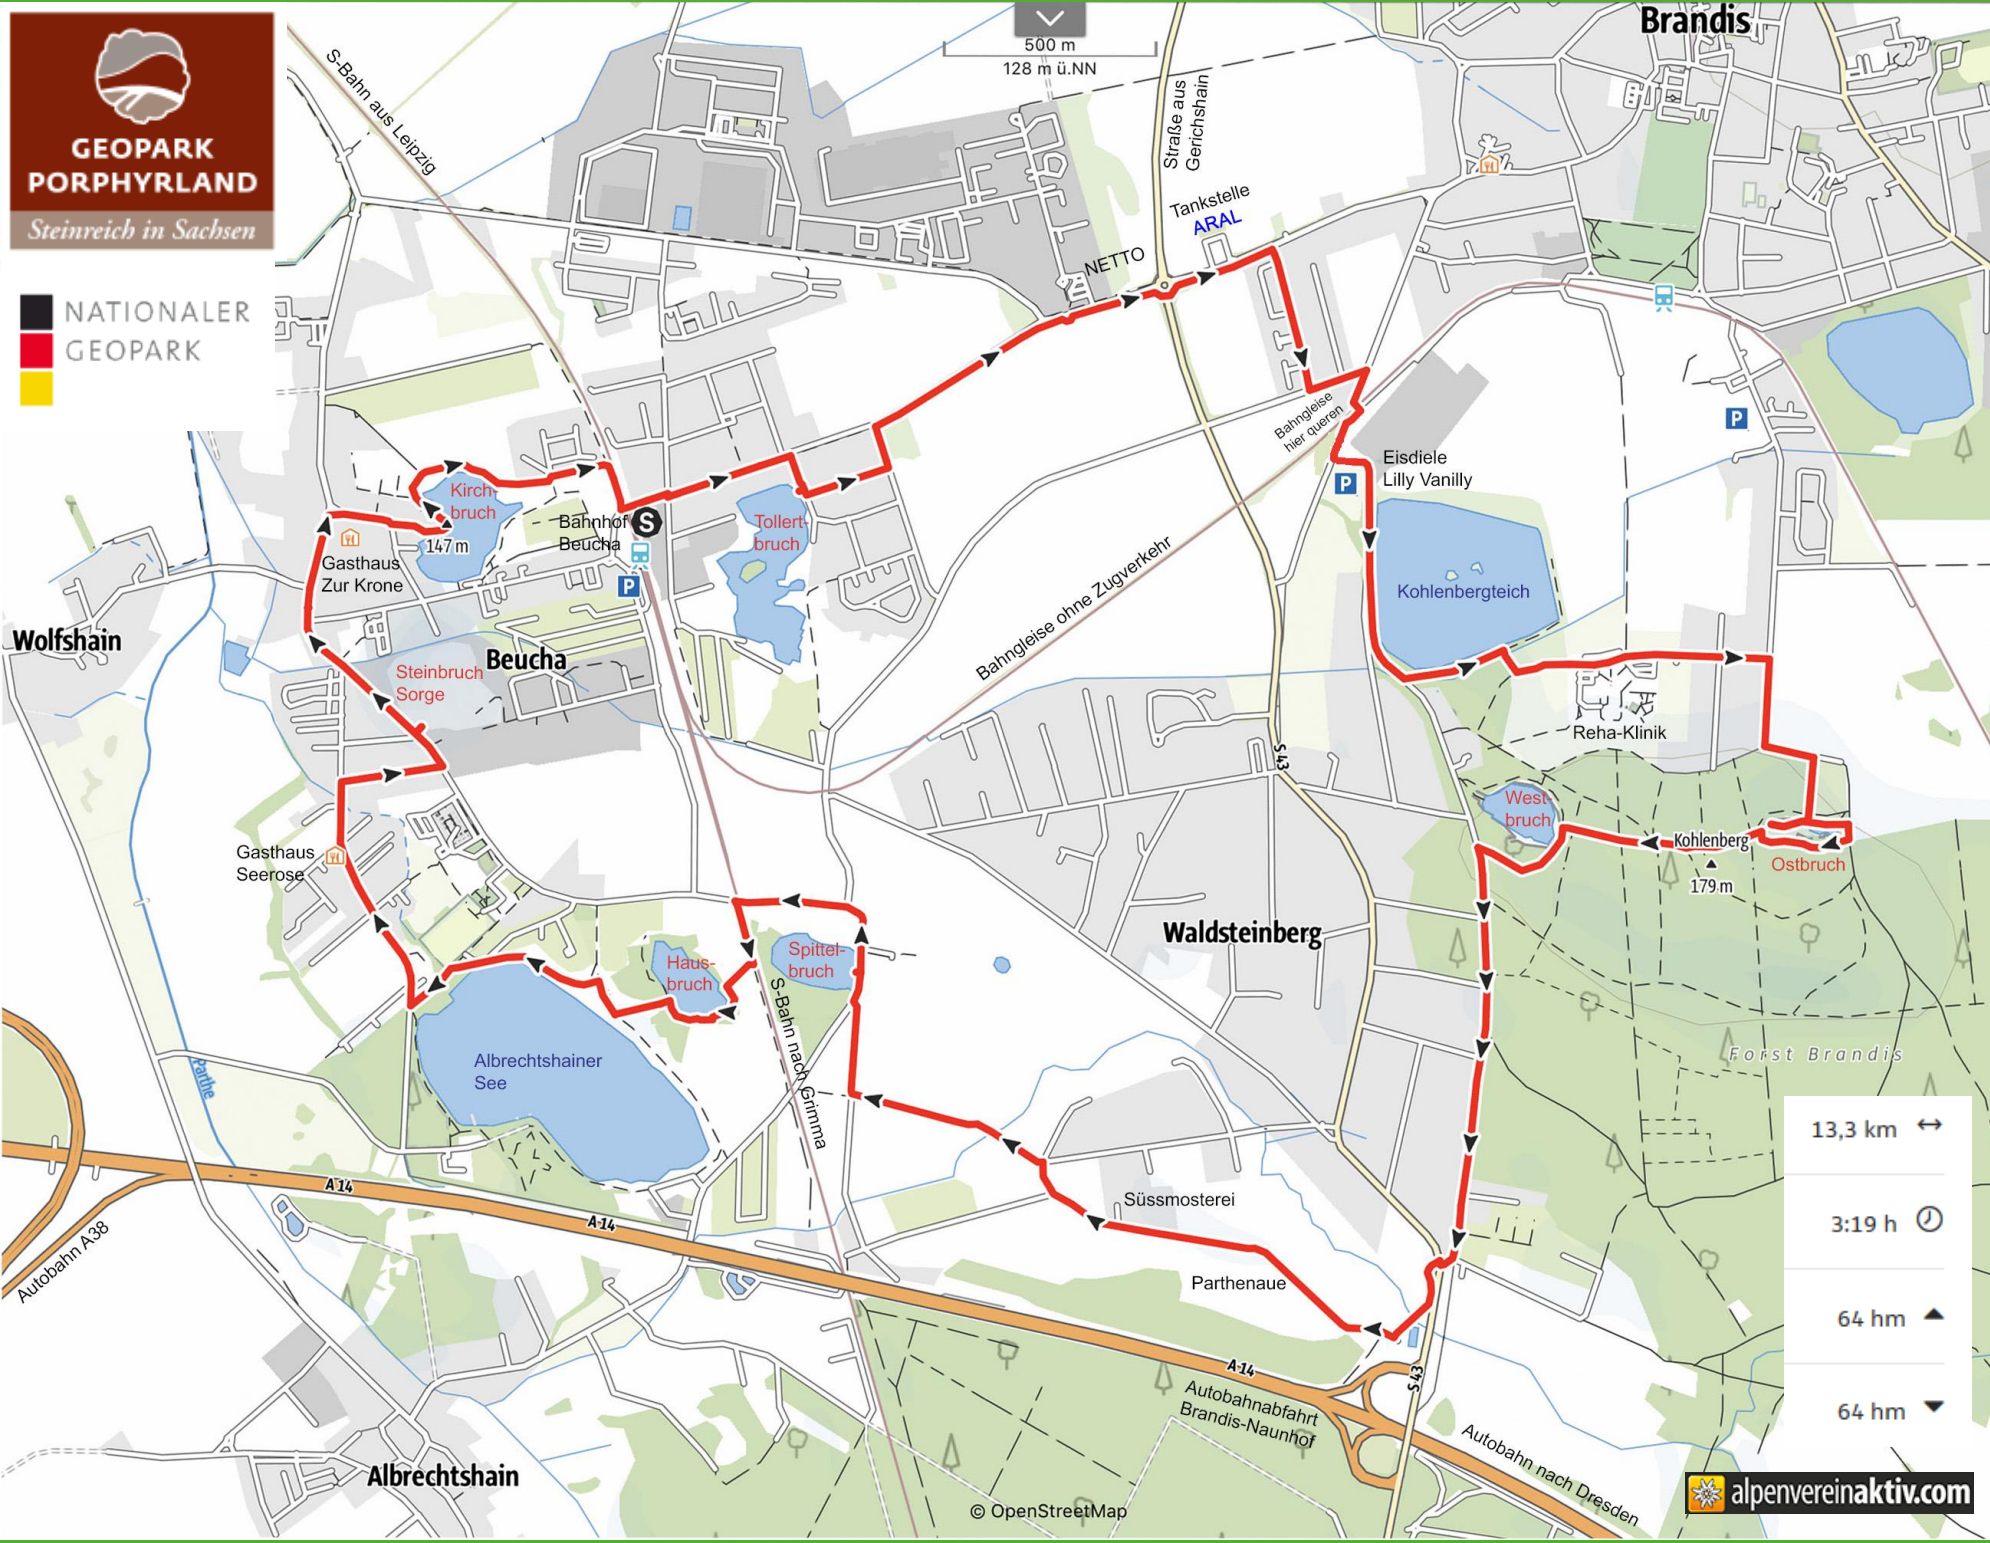 GEOPARK
PORPHYRLAND
Steinreich in Sachsen
NATIONALER
GEOPARK
S-Bahn aus Leipzig
500 m
128 m ü.NN
Straße aus
Gerichshain
Brandis
Tankstelle
ARAL
NETTO
Bahngleise
hier queren
Eisdiele
Lilly Vanilly
P
P
Kirch-
bruch
147 m
Bahnhof
Beucha
S
P
Tollert-
bruch
Gasthaus
Zur Krone
Kohlenbergteich
Bahngleise ohne Zugverkehr
Wolfshain
Beucha
Steinbruch
Sorge
Reha-Klinik
S 43
West-
bruch
Kohlenberg
179 m
Ostbruch
Gasthaus
Seerose
Waldsteinberg
Haus-
bruch
Spittel-
bruch
S-Bahn nach Grimma
Albrechtshainer
See
Parthe
Forst Brandis
13,3 km
3:19 h
64 hm
64 hm
A 14
A 14
Autobahn A38
Süssmosterei
Parthenaue
A 14
S 43
Autobahnabfahrt
Brandis-Naunhof
Autobahn nach Dresden
Albrechtshain
© OpenStreetMap
alpenvereinaktiv.com